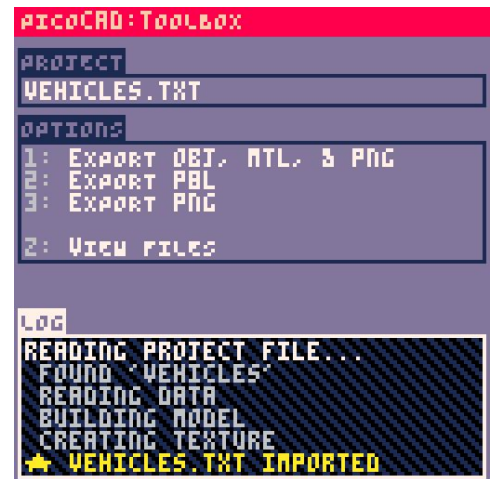 picoCAD:Toolbox
PROJECT
VEHICLES.TXT
OPTIONS
1: Export OBJ, MTL, & PNG
2: Export PBL
3: Export PNG
Z: View files
LOG
READING PROJECT FILE...
FOUND 'VEHICLES'
READING DATA
BUILDING MODEL
CREATING TEXTURE
VEHICLES.TXT IMPORTED